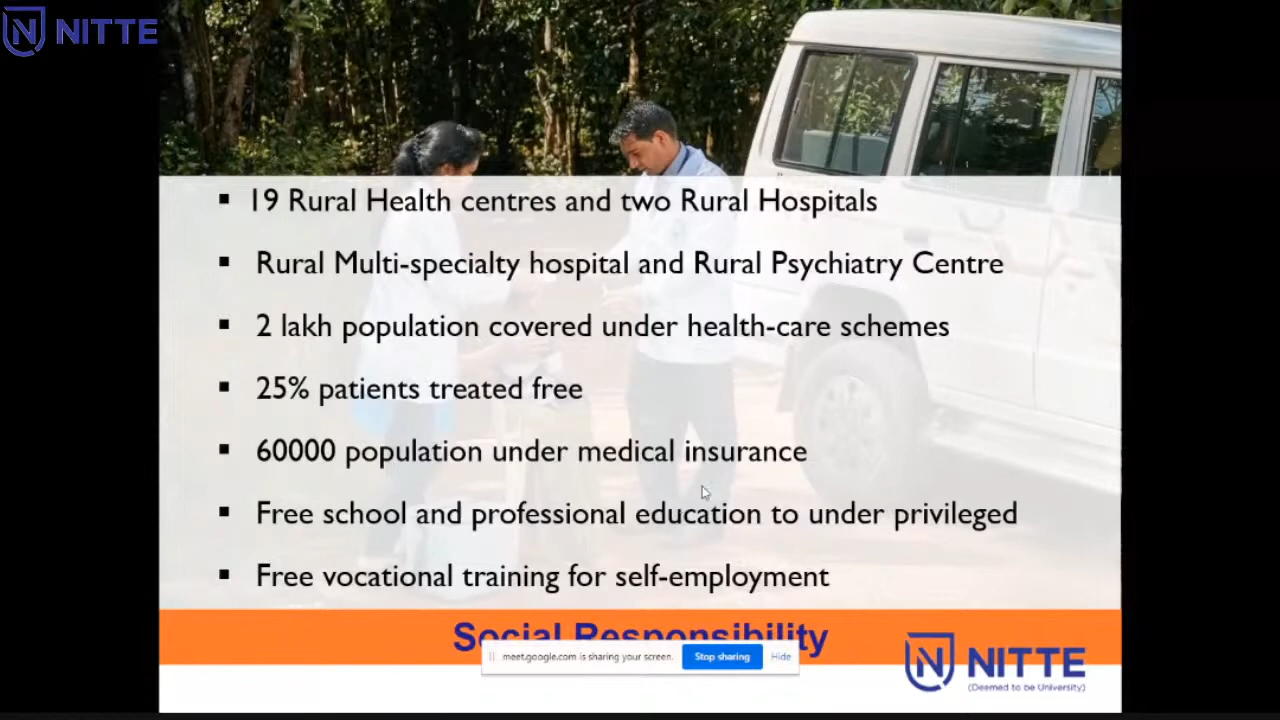 NITTE
▪ 19 Rural Health centres and two Rural Hospitals
▪ Rural Multi-specialty hospital and Rural Psychiatry Centre
▪ 2 lakh population covered under health-care schemes
▪ 25% patients treated free
▪ 60000 population under medical insurance
▪ Free school and professional education to under privileged
▪ Free vocational training for self-employment
Social Responsibility
meet.google.com is sharing your screen. Stop sharing Hide
NITTE
(Deemed to be University)